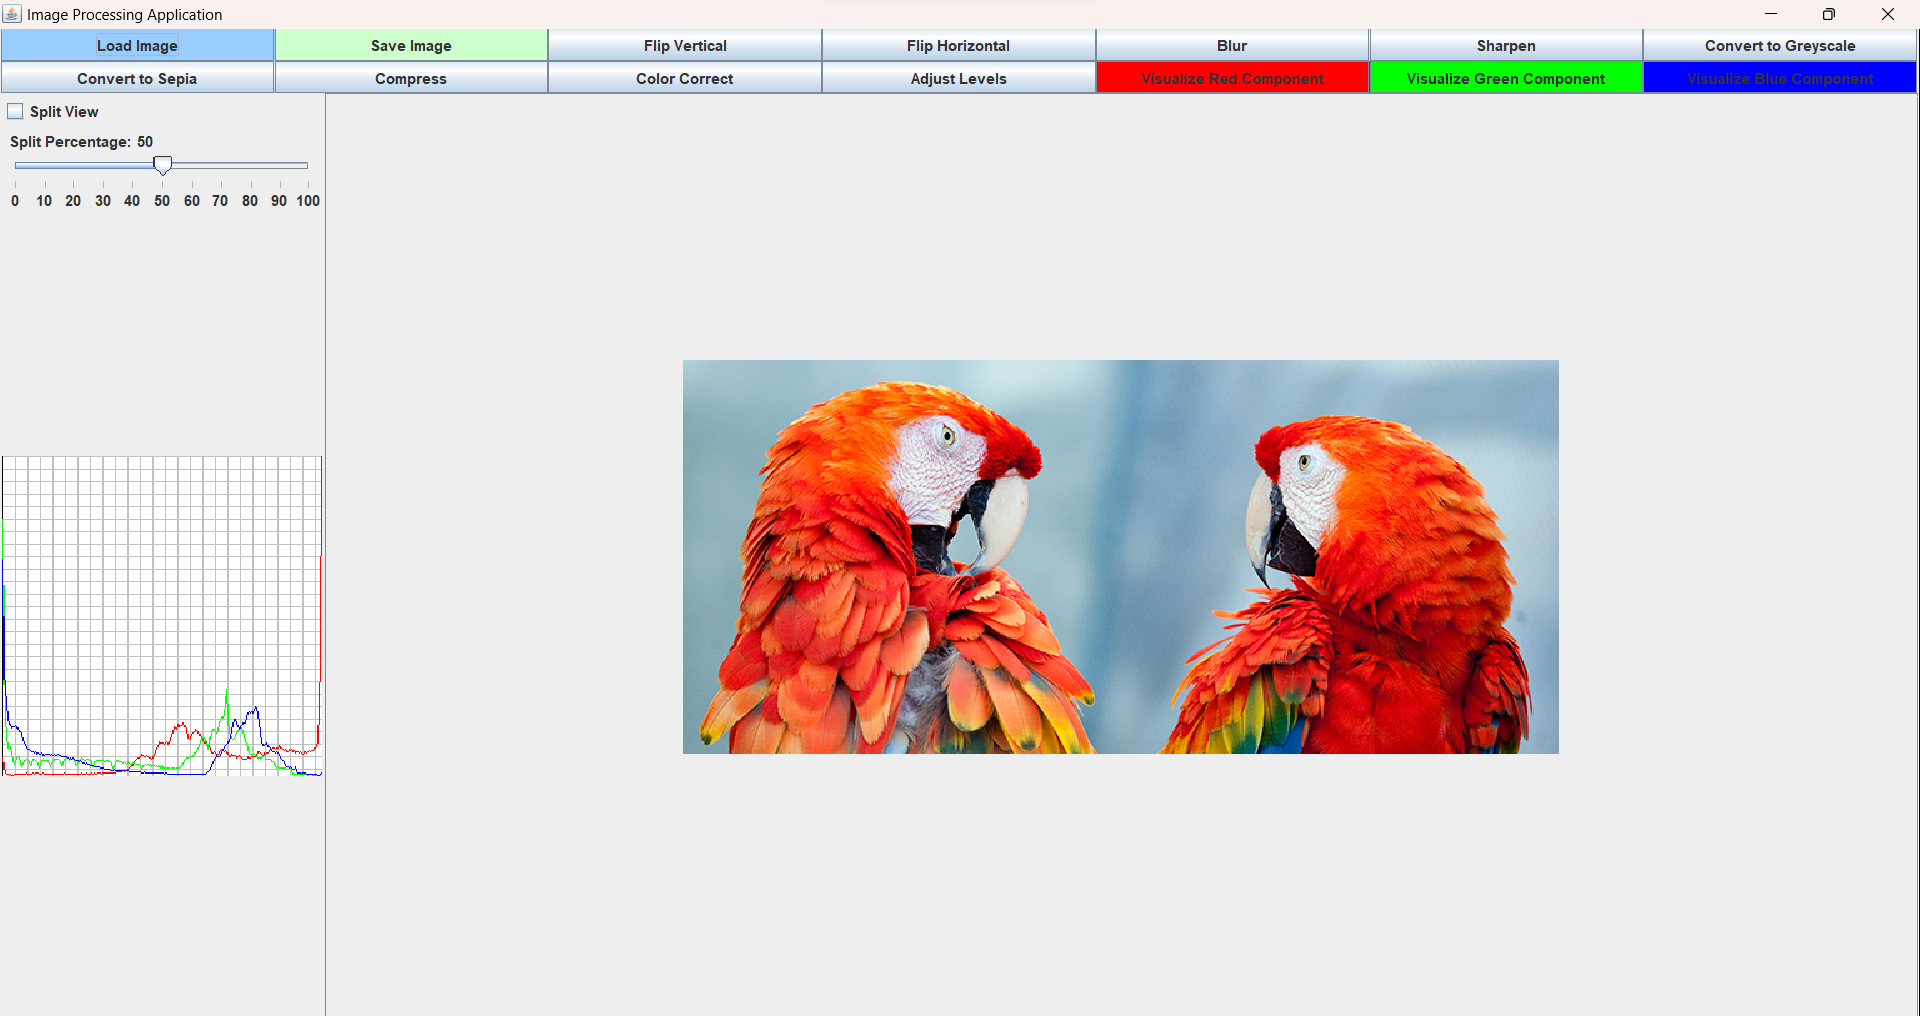 Image Processing Application
Load Image Save Image Flip Vertical Flip Horizontal Blur Sharpen Convert to Greyscale
Convert to Sepia Compress Color Correct Adjust Levels Visualize Red Component Visualize Green Component Visualize Blue Component
Split View
Split Percentage: 50
0 10 20 30 40 50 60 70 80 90 100